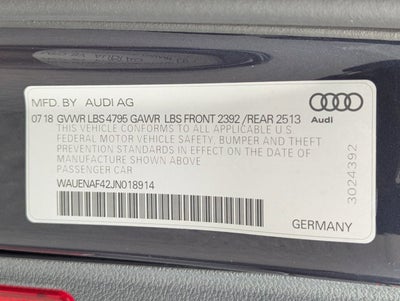 MFD. BY AUDI AG
Audi
07 18 GVWR LBS 4795 GAWR LBS FRONT 2392 / REAR 2513
THIS VEHICLE CONFORMS TO ALL APPLICABLE U.S.
FEDERAL MOTOR VEHICLE SAFETY, BUMPER AND THEFT
PREVENTION STANDARDS IN EFFECT ON THE DATE OF
MANUFACTURE SHOWN ABOVE.
PASSENGER CAR
WAUENAF42JN018914
3024392
GERMANY